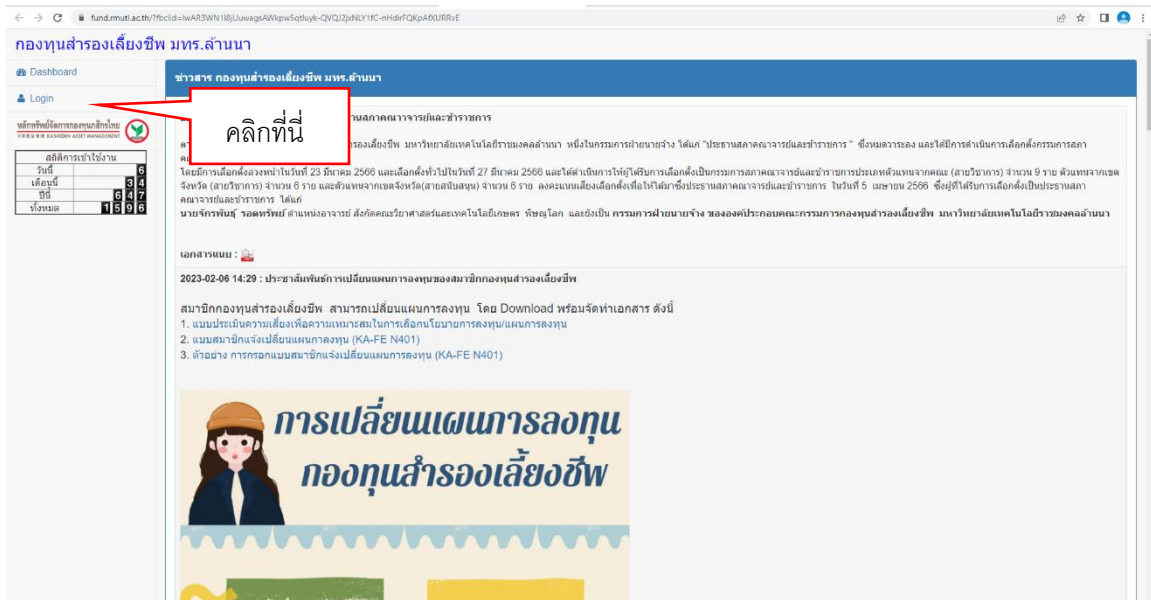 fund.rmutl.ac.th/?fbclid=IwAR3WN1I8jUuwagsAWkpwSqtluyk-QVQJ2jxNLY1fC-nHdirFQKpAfXURRvE
กองทุนสำรองเลี้ยงชีพ มทร.ล้านนา
Dashboard
Login
หลักทรัพย์จัดการกองทุนกสิกรไทย
KASIKORN ASSET MANAGEMENT
สถิติการเข้าใช้งาน
วันนี้ 6
เดือนนี้ 34
ปีนี้ 647
ทั้งหมด 1596
ข่าวสาร กองทุนสำรองเลี้ยงชีพ มทร.ล้านนา
คลิกที่นี่
านสภาคณาจารย์และข้าราชการ
รองเลี้ยงชีพ มหาวิทยาลัยเทคโนโลยีราชมงคลล้านนา หนึ่งในกรรมการฝ่ายนายจ้าง ได้แก่ "ประธานสภาคณาจารย์และข้าราชการ " ซึ่งหมดวาระลง และได้มีการดำเนินการเลือกตั้งกรรมการสภา
โดยมีการเลือกตั้งล่วงหน้าในวันที่ 23 มีนาคม 2566 และเลือกตั้งทั่วไปในวันที่ 27 มีนาคม 2566 และได้ดำเนินการให้ผู้ได้รับการเลือกตั้งเป็นกรรมการสภาคณาจารย์และข้าราชการประเภทตัวแทนจากคณะ (สายวิชาการ) จำนวน 9 ราย ตัวแทนจากเขต
จังหวัด (สายวิชาการ) จำนวน 6 ราย และตัวแทนจากเขตจังหวัด(สายสนับสนุน) จำนวน 6 ราย ลงคะแนนเสียงเลือกตั้งเพื่อให้ได้มาซึ่งประธานสภาคณาจารย์และข้าราชการ ในวันที่ 5 เมษายน 2566 ซึ่งผู้ที่ได้รับการเลือกตั้งเป็นประธานสภา
คณาจารย์และข้าราชการ ได้แก่
นายจักรพันธุ์ รอดทรัพย์ ตำแหน่งอาจารย์ สังกัดคณะวิทยาศาสตร์และเทคโนโลยีเกษตร พิษณุโลก และยังเป็น กรรมการฝ่ายนายจ้าง ขององค์ประกอบคณะกรรมการกองทุนสำรองเลี้ยงชีพ มหาวิทยาลัยเทคโนโลยีราชมงคลล้านนา
เอกสารแนบ :
2023-02-06 14:29 : ประชาสัมพันธ์การเปลี่ยนแผนการลงทุนของสมาชิกกองทุนสำรองเลี้ยงชีพ
สมาชิกกองทุนสำรองเลี้ยงชีพ สามารถเปลี่ยนแผนการลงทุน โดย Download พร้อมจัดทำเอกสาร ดังนี้
1. แบบประเมินความเสี่ยงเพื่อความเหมาะสมในการเลือกนโยบายการลงทุน/แผนการลงทุน
2. แบบสมาชิกแจ้งเปลี่ยนแผนกาลงทุน (KA-FE N401)
3. ตัวอย่าง การกรอกแบบสมาชิกแจ้งเปลี่ยนแผนการลงทุน (KA-FE N401)
การเปลี่ยนแผนการลงทุน
กองทุนสำรองเลี้ยงชีพ